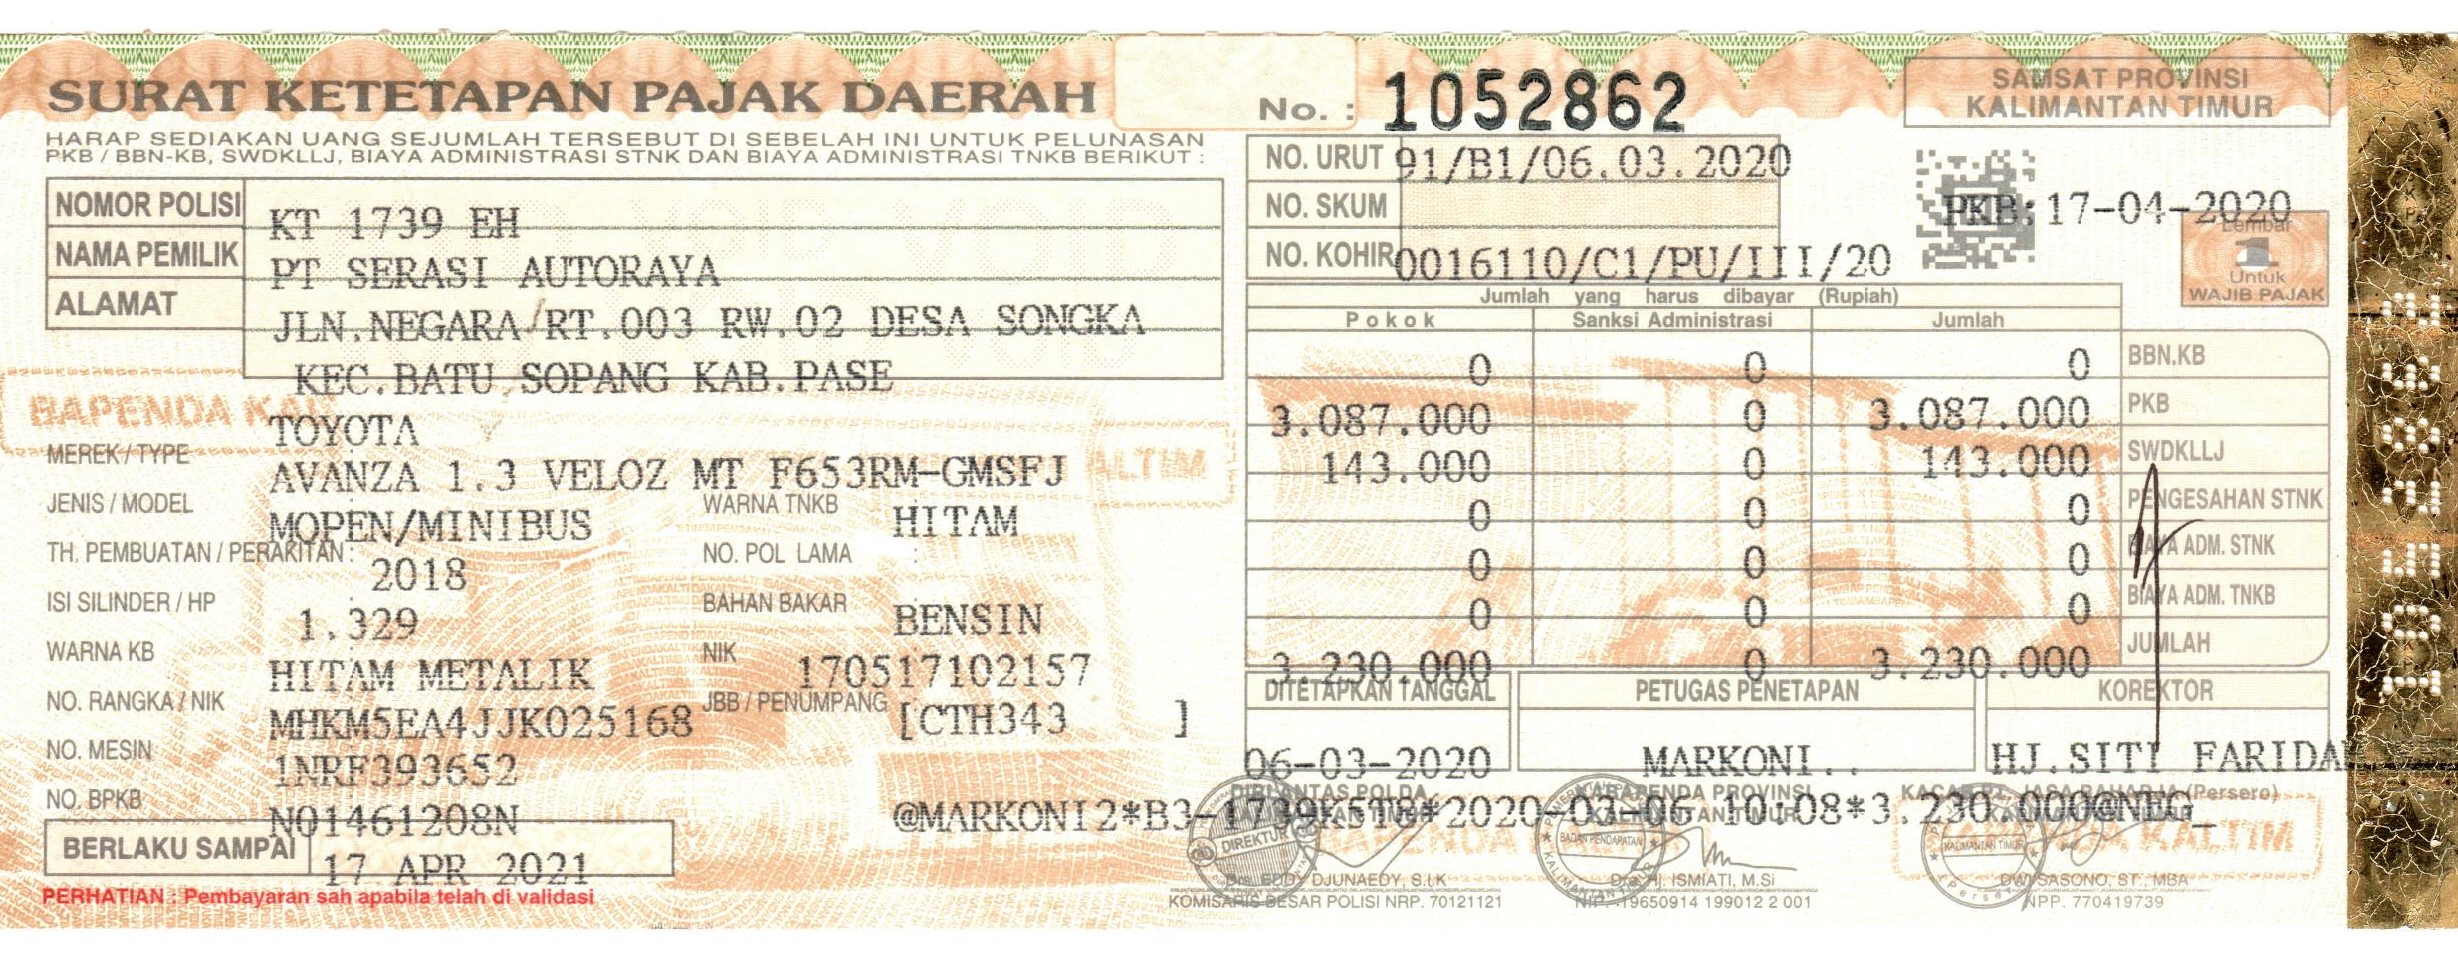 SURAT KETETAPAN PAJAK DAERAH
HARAP SEDIAKAN UANG SEJUMLAH TERSEBUT DI SEBELAH INI UNTUK PELUNASAN
PKB / BBN-KB, SWDKLLJ, BIAYA ADMINISTRASI STNK DAN BIAYA ADMINISTRASI TNKB BERIKUT :
NOMOR POLISI KT 1739 EH
NAMA PEMILIK PT SERASI AUTORAYA
ALAMAT JLN.NEGARA/RT.003 RW.02 DESA SONGKA
KEC.BATU SOPANG KAB.PASE
BAPENDA KALTIM
MEREK / TYPE TOYOTA
AVANZA 1.3 VELOZ MT F653RM-GMSFJ
JENIS / MODEL MOPEN/MINIBUS WARNA TNKB : HITAM
TH. PEMBUATAN / PERAKITAN : 2018 NO. POL LAMA :
ISI SILINDER / HP : 1.329 BAHAN BAKAR BENSIN
WARNA KB HITAM METALIK NIK 170517102157
NO. RANGKA / NIK MHKM5EA4JJK025168 JBB / PENUMPANG [CTH343 ]
NO. MESIN 1NRF393652
NO. BPKB N01461208N
BERLAKU SAMPAI 17 APR 2021
PERHATIAN : Pembayaran sah apabila telah di validasi
No. : 1052862
SAMSAT PROVINSI
KALIMANTAN TIMUR
NO. URUT 91/B1/06.03.2020
NO. SKUM
NO. KOHIR 0016110/C1/PU/III/20
PKB:17-04-2020
Lembar
1
Untuk
WAJIB PAJAK
Jumlah yang harus dibayar (Rupiah)
Pokok Sanksi Administrasi Jumlah
0 0 0 BBN.KB
3.087.000 0 3.087.000 PKB
143.000 0 143.000 SWDKLLJ
0 0 0 PENGESAHAN STNK
0 0 0 BIAYA ADM. STNK
0 0 0 BIAYA ADM. TNKB
3.230.000 0 3.230.000 JUMLAH
DITETAPKAN TANGGAL PETUGAS PENETAPAN KOREKTOR
06-03-2020 MARKONI.. HJ.SITI FARIDA
DIRLANTAS POLDA KABAPENDA PROVINSI KACAB PT. JASA RAHARJA (Persero)
KALIMANTAN TIMUR
@MARKONI2*B3-1739K5T8*2020-03-06 10:08*3.230.000@NEG_
DIREKTUR
BADAN PENDAPATAN
KALIMANTAN TIMUR
EDDY DJUNAEDY, S.I.K
KOMISARIS BESAR POLISI NRP. 70121121
Dra. Hj. ISMIATI, M.Si
NIP. 19650914 199012 2 001
DWI SASONO, ST., MBA
NPP. 770419739